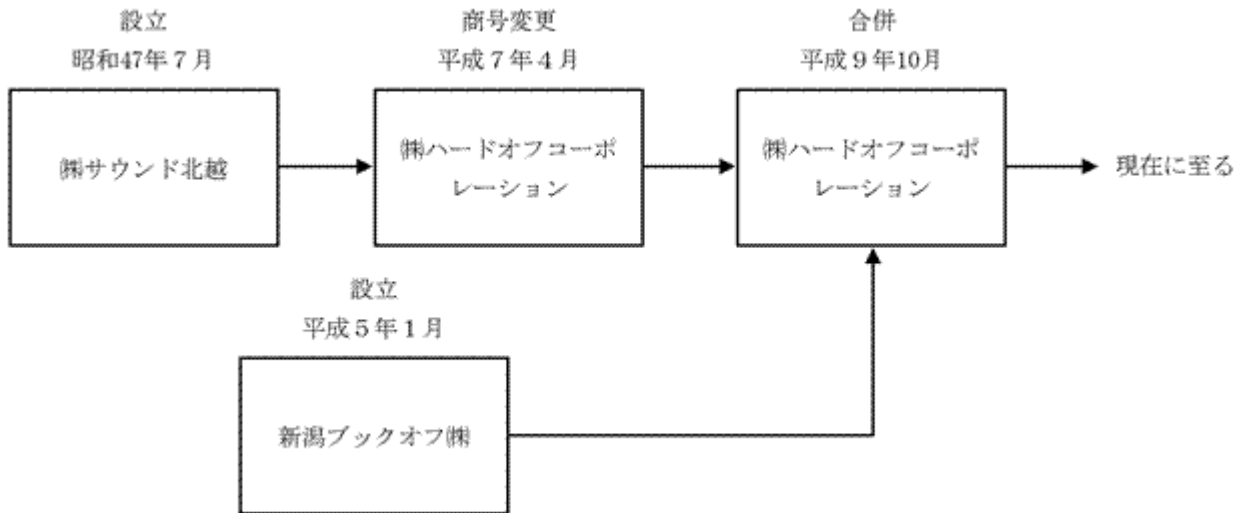 設立
昭和47年7月
㈱サウンド北越
商号変更
平成7年4月
㈱ハードオフコーポ
レーション
合併
平成9年10月
㈱ハードオフコーポ
レーション
現在に至る
設立
平成5年1月
新潟ブックオフ㈱